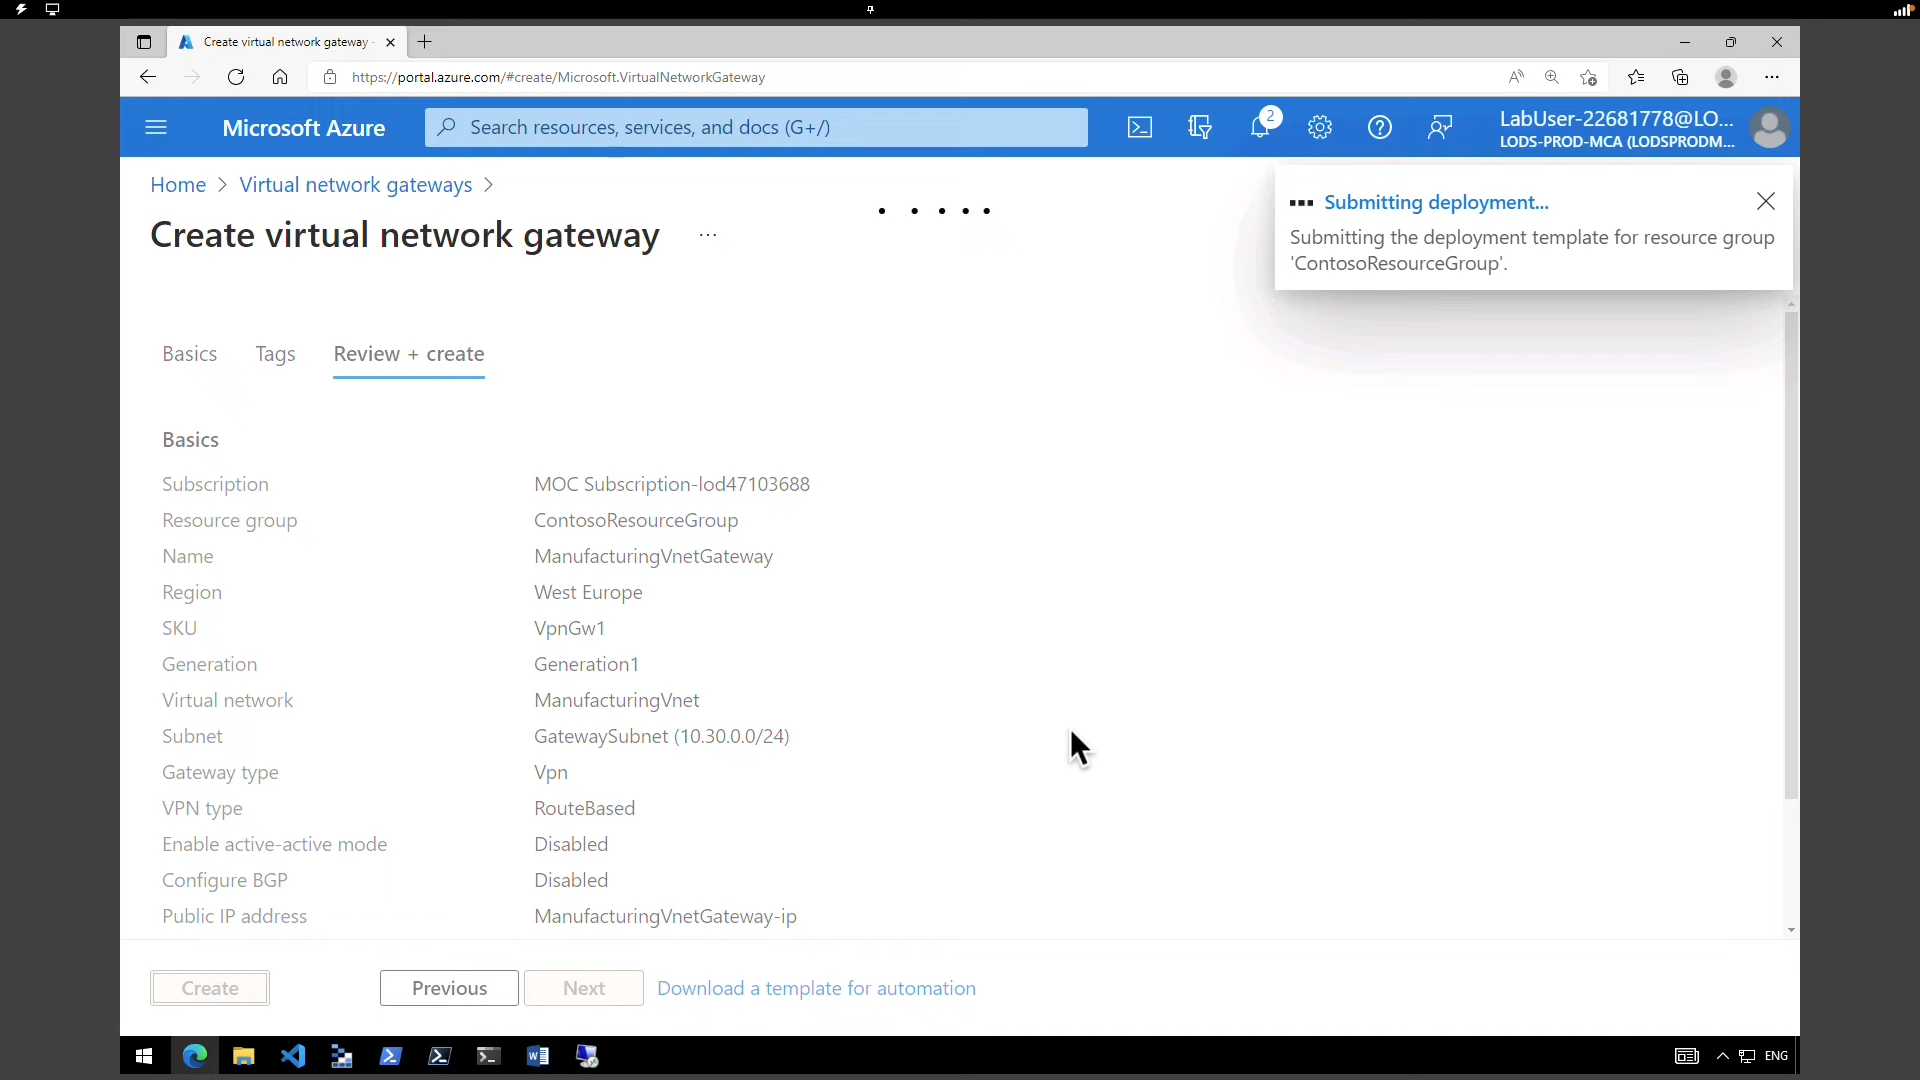 Create virtual network gateway -
https://portal.azure.com/#create/Microsoft.VirtualNetworkGateway
Microsoft Azure
Search resources, services, and docs (G+/)
2
LabUser-22681778@LO...
LODS-PROD-MCA (LODSPRODM...
Home > Virtual network gateways >
Create virtual network gateway ...
Submitting deployment...
Submitting the deployment template for resource group
'ContosoResourceGroup'.
Basics Tags Review + create
Basics
Subscription MOC Subscription-lod47103688
Resource group ContosoResourceGroup
Name ManufacturingVnetGateway
Region West Europe
SKU VpnGw1
Generation Generation1
Virtual network ManufacturingVnet
Subnet GatewaySubnet (10.30.0.0/24)
Gateway type Vpn
VPN type RouteBased
Enable active-active mode Disabled
Configure BGP Disabled
Public IP address ManufacturingVnetGateway-ip
Create Previous Next Download a template for automation
ENG